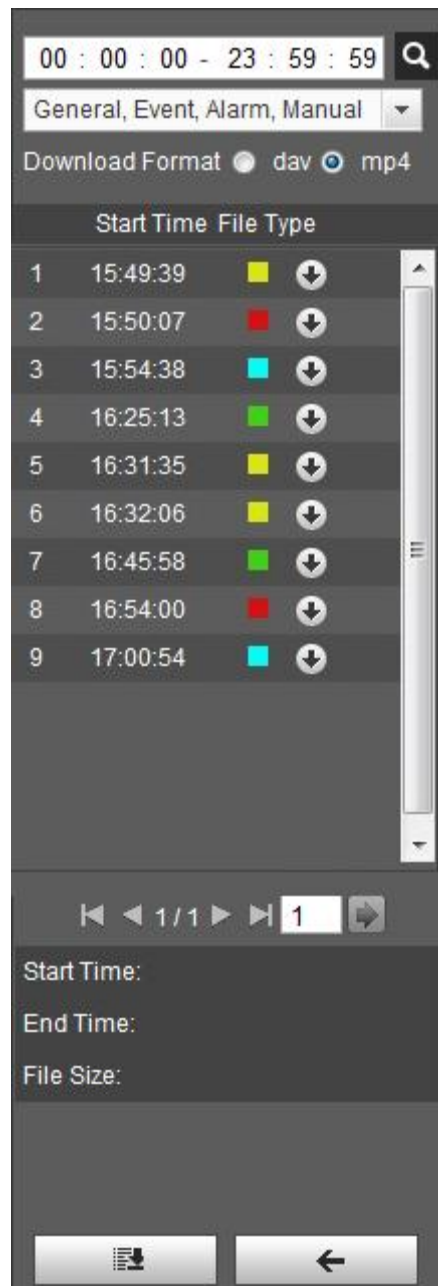 00 : 00 : 00 - 23 : 59 : 59
General, Event, Alarm, Manual
Download Format dav mp4
Start Time File Type
1 15:49:39
2 15:50:07
3 15:54:38
4 16:25:13
5 16:31:35
6 16:32:06
7 16:45:58
8 16:54:00
9 17:00:54
1 / 1 1
Start Time:
End Time:
File Size: